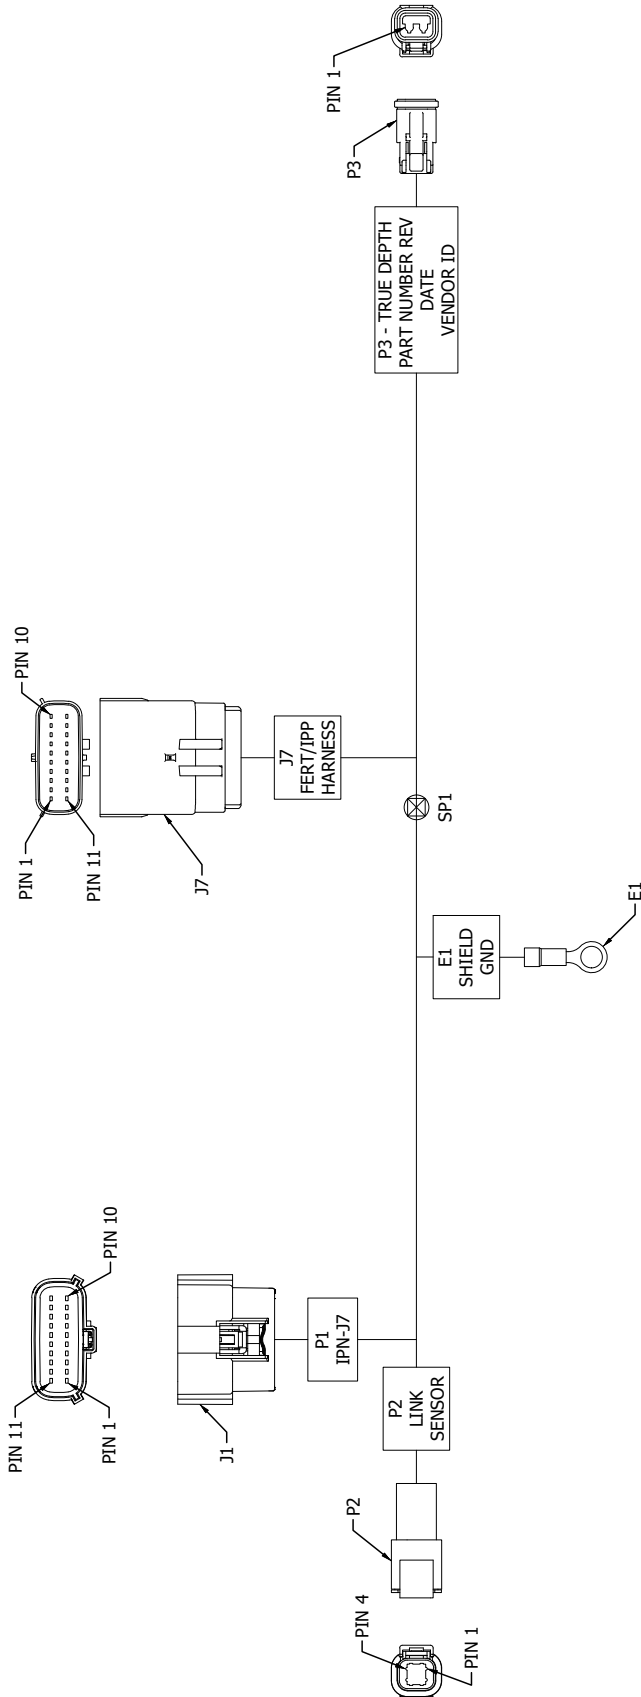 PIN 11
PIN 1
PIN 10
J1
P1
IPN-J7
PIN 4
PIN 1
P2
P2
LINK
SENSOR
E1
SHIELD
GND
E1
SP1
PIN 1
PIN 11
PIN 10
J7
J7
FERT/IPP
HARNESS
P3 - TRUE DEPTH
PART NUMBER REV
DATE
VENDOR ID
P3
PIN 1